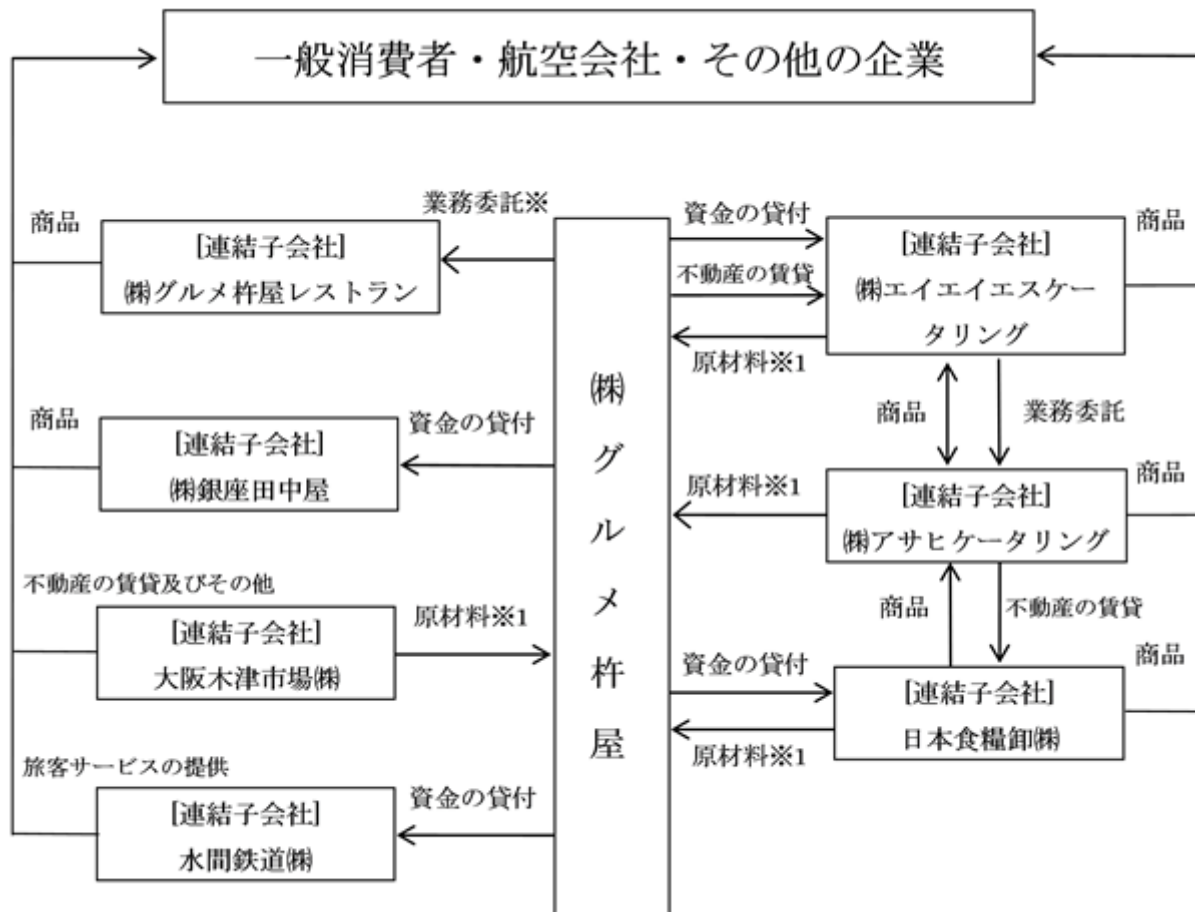 一般消費者・航空会社・その他の企業
業務委託※
資金の貸付
商品
商品
[連結子会社]
㈱グルメ杵屋レストラン
[連結子会社]
㈱エイエイエスケー
タリング
不動産の賃貸
原材料※1
㈱グルメ杵屋
商品
業務委託
商品
資金の貸付
[連結子会社]
㈱銀座田中屋
原材料※1
[連結子会社]
㈱アサヒケータリング
商品
不動産の賃貸及びその他
原材料※1
[連結子会社]
大阪木津市場㈱
商品
不動産の賃貸
資金の貸付
[連結子会社]
日本食糧卸㈱
商品
原材料※1
旅客サービスの提供
資金の貸付
[連結子会社]
水間鉄道㈱